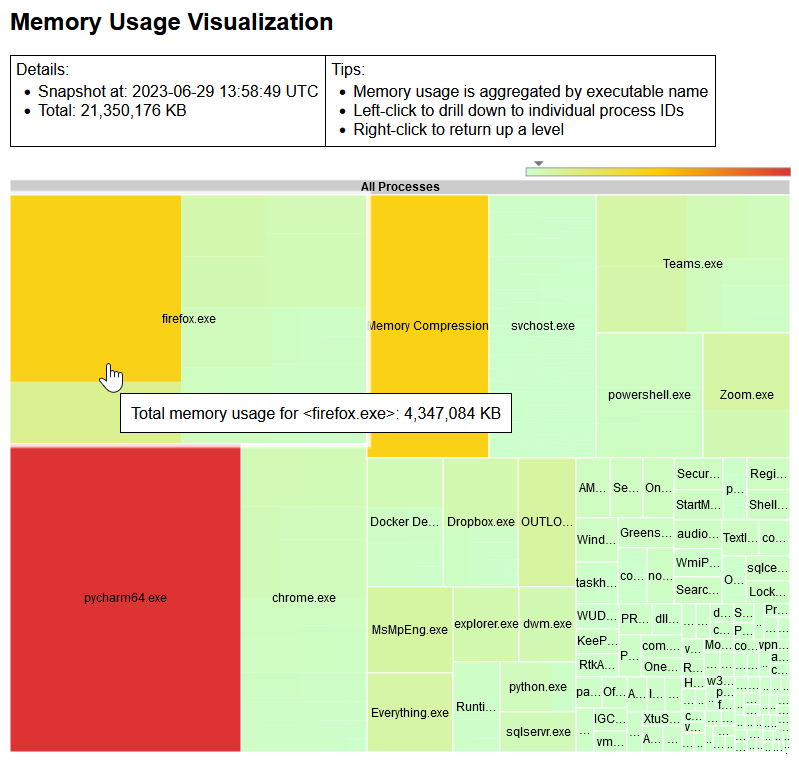 Memory Usage Visualization
Details:
Snapshot at: 2023-06-29 13:58:49 UTC
Total: 21,350,176 KB
Tips:
Memory usage is aggregated by executable name
Left-click to drill down to individual process IDs
Right-click to return up a level
All Processes
firefox.exe
Memory Compression
svchost.exe
Teams.exe
powershell.exe
Zoom.exe
Total memory usage for <firefox.exe>: 4,347,084 KB
pycharm64.exe
chrome.exe
Docker De...
Dropbox.exe
OUTLO...
MsMpEng.exe
explorer.exe
dwm.exe
Everything.exe
Runti...
python.exe
sqlservr.exe
AM...
Se...
On...
Secur...
StartM...
p...
Regi...
Shell...
Wind...
Greens...
audio...
TextI...
co...
taskh...
co...
no...
WmiP...
Searc...
O...
sqlce...
Lock...
WUD...
PR...
dll...
d...
S...
Pr...
c...
P...
KeeP...
RtkA...
P...
com...
One...
v...
Mo...
co...
vpn...
R...
a...
c...
pa...
Of...
A...
I...
H...
w3...
p...
f...
IGC...
vm...
XtuS...
A...
c...
v...